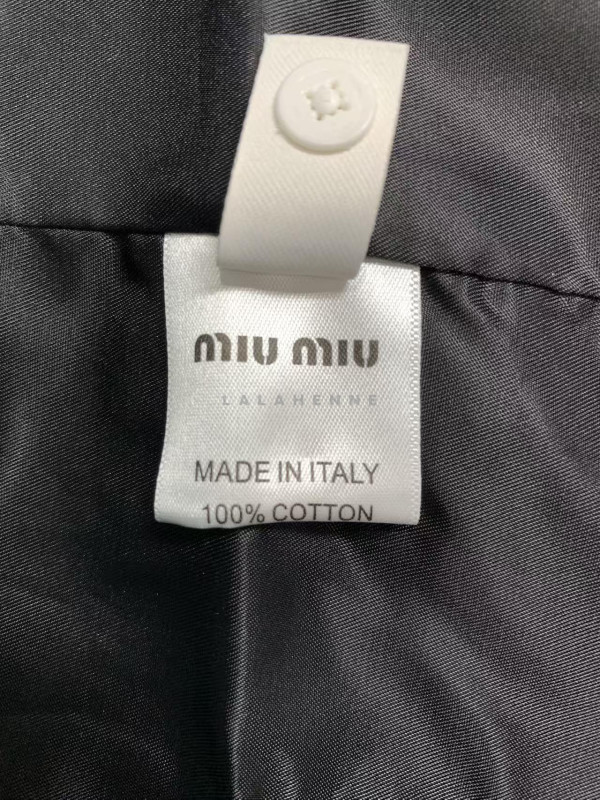 MIU MIU
LALAHENNE
MADE IN ITALY
100% COTTON